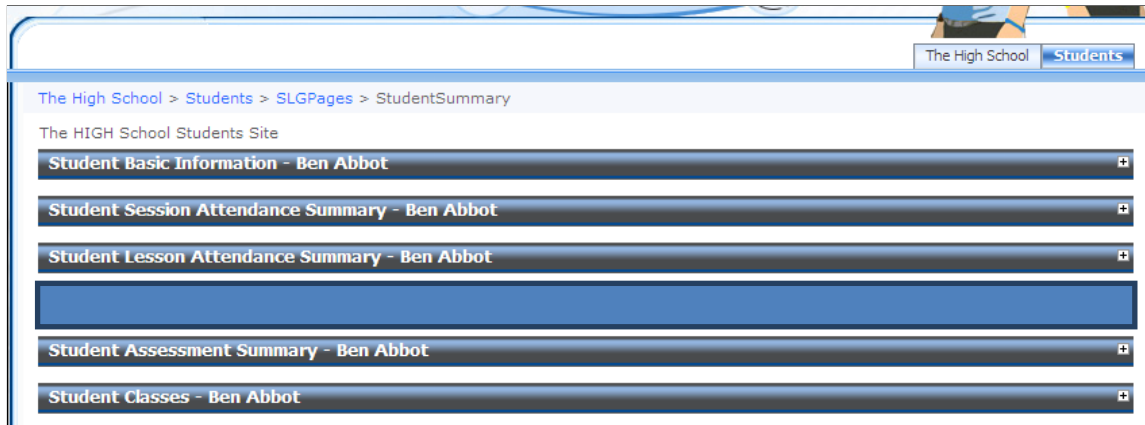 The High School Students
The High School > Students > SLGPages > StudentSummary
The HIGH School Students Site
Student Basic Information - Ben Abbot
Student Session Attendance Summary - Ben Abbot
Student Lesson Attendance Summary - Ben Abbot
Student Assessment Summary - Ben Abbot
Student Classes - Ben Abbot